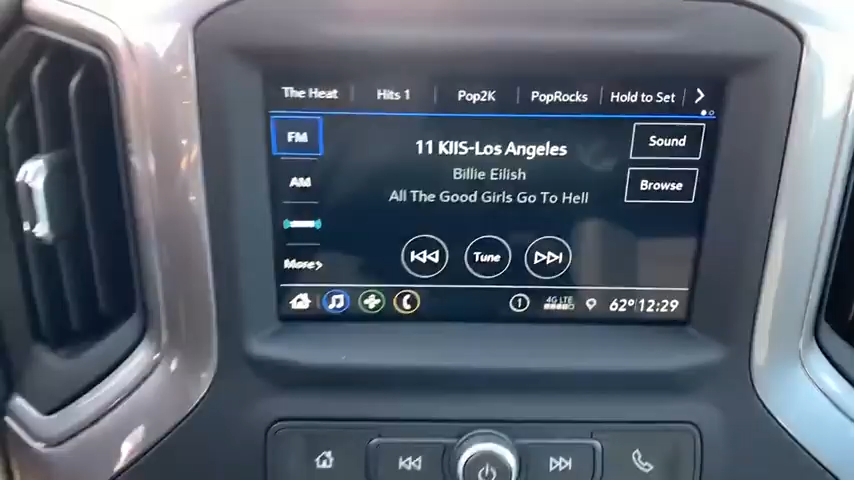 The Heat Hits 1 Pop2K PopRocks Hold to Set
FM
11 KIIS-Los Angeles
Sound
Billie Eilish
AM
Browse
All The Good Girls Go To Hell
Tune
More
1 4G LTE 62° 12:29